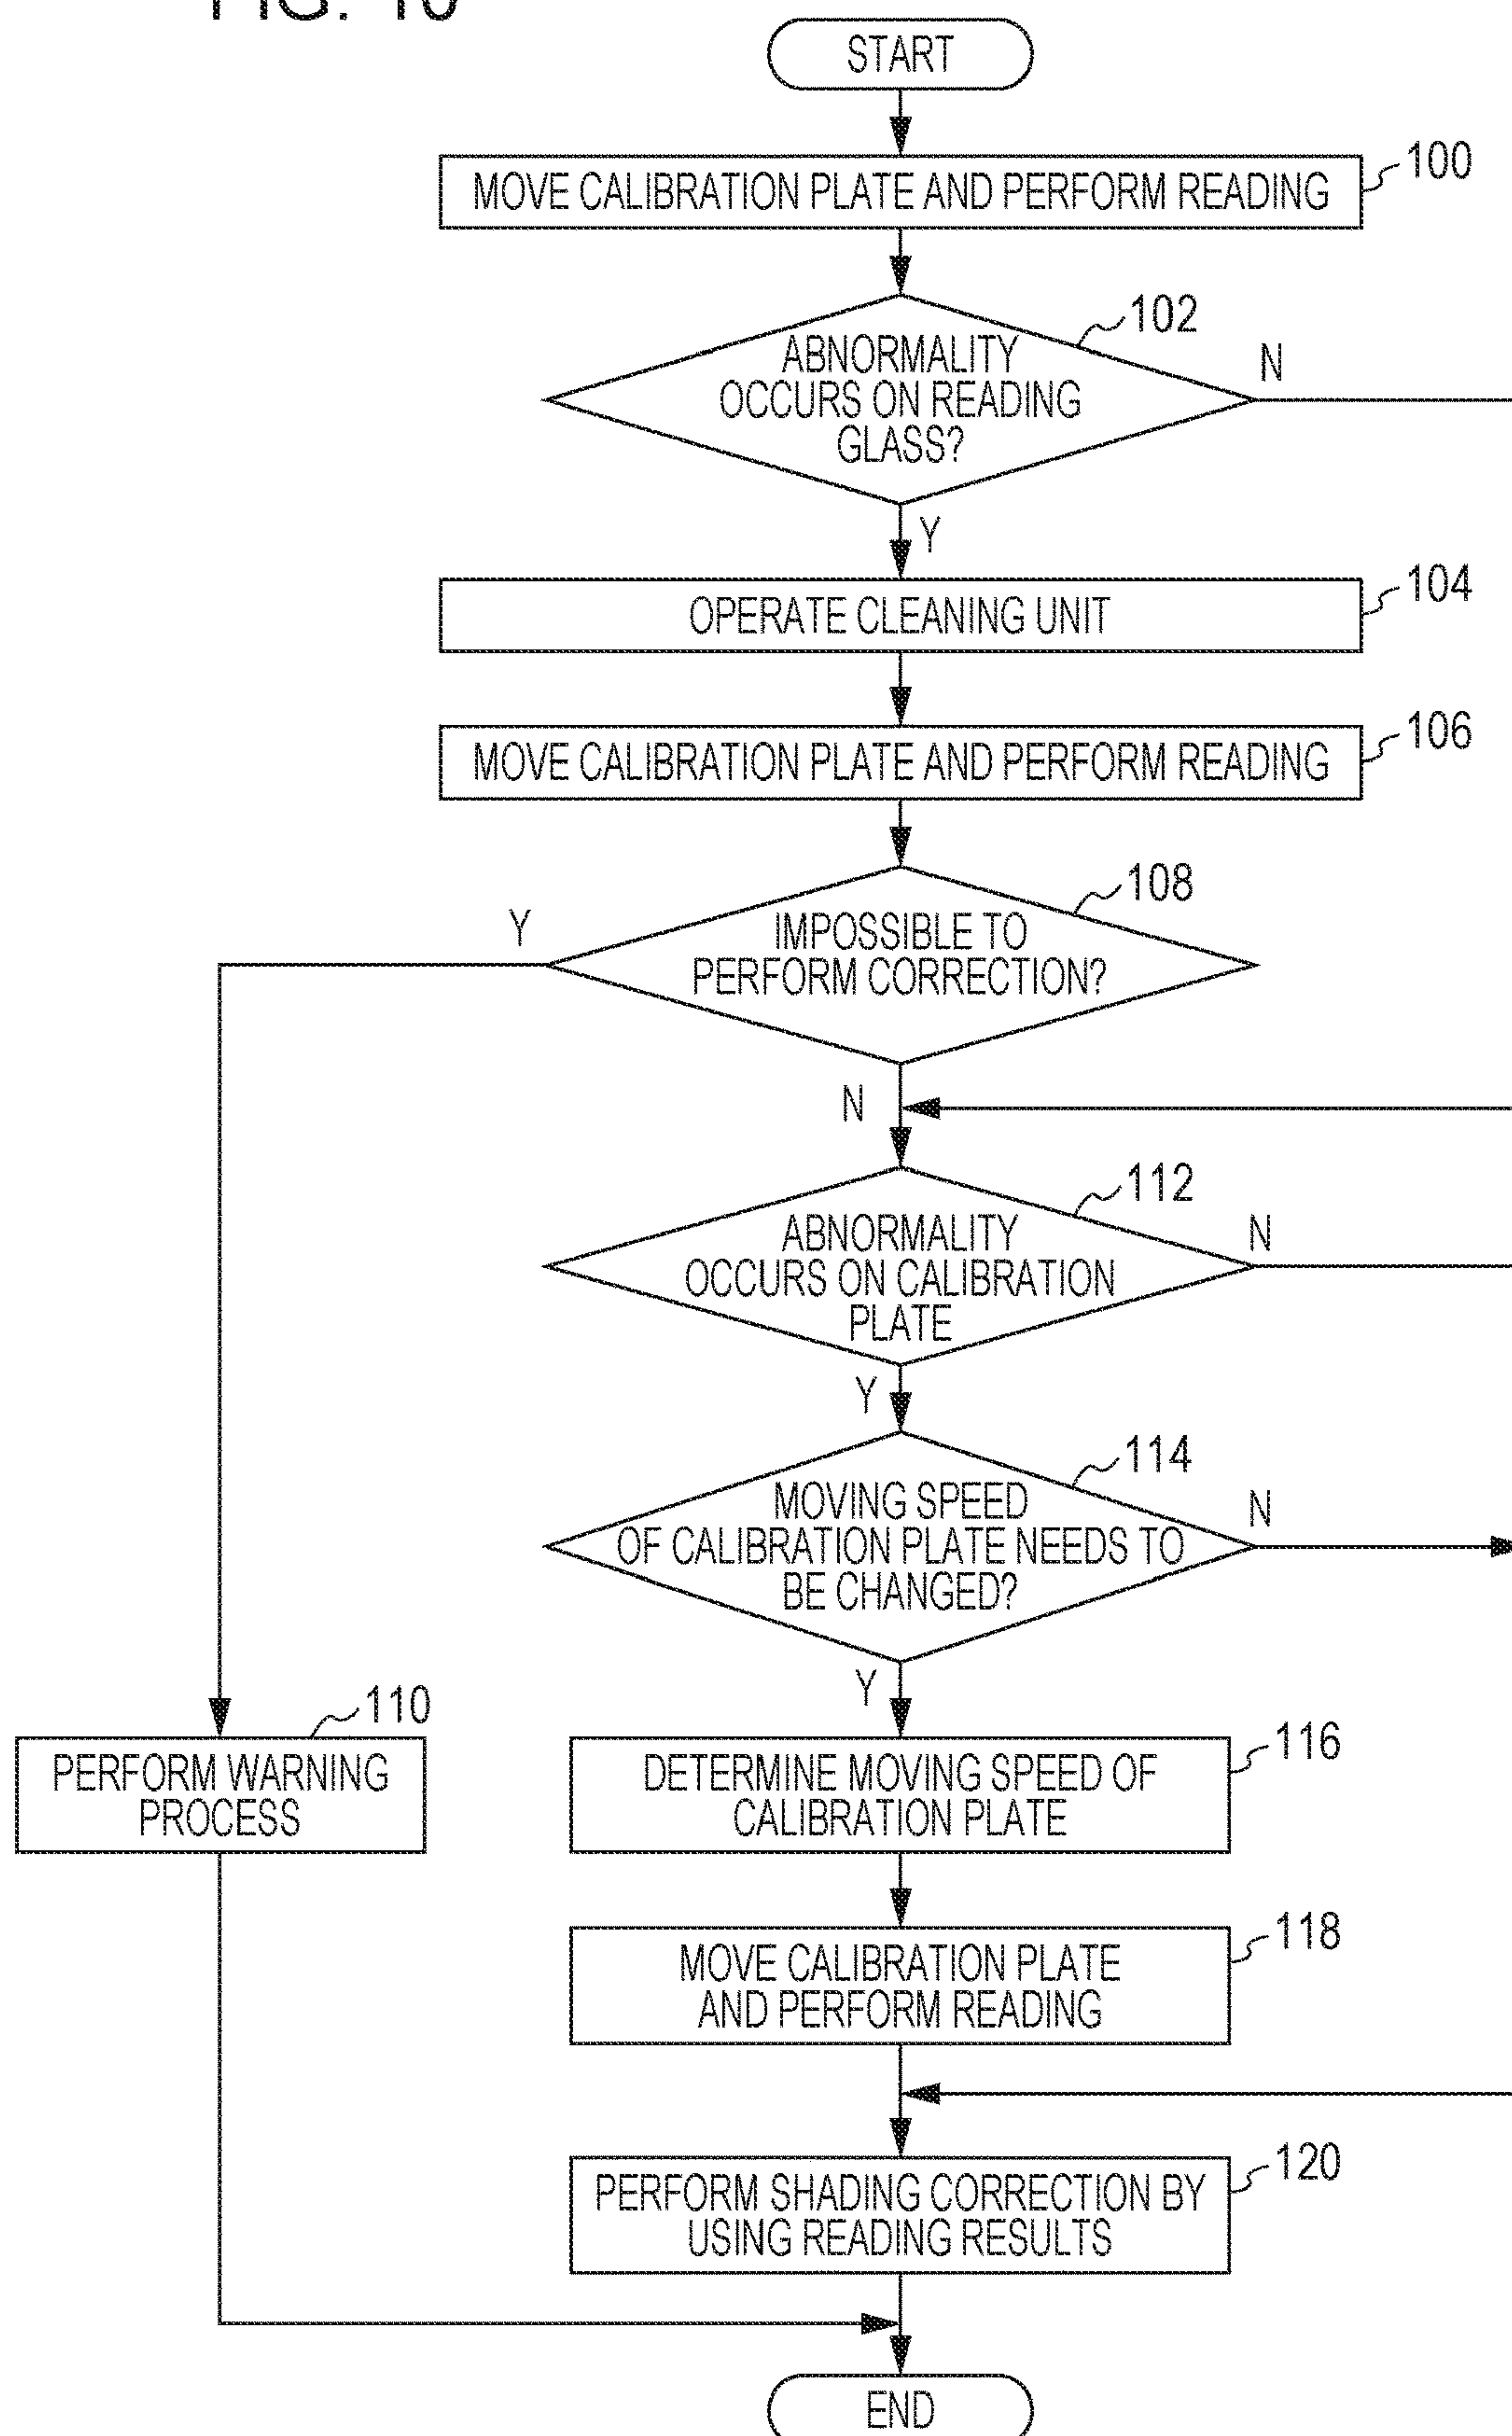 FIG. 10
START
MOVE CALIBRATION PLATE AND PERFORM READING
100
102
ABNORMALITY
OCCURS ON READING
GLASS?
N
Y
OPERATE CLEANING UNIT
104
MOVE CALIBRATION PLATE AND PERFORM READING
106
108
Y
IMPOSSIBLE TO
PERFORM CORRECTION?
N
112
ABNORMALITY
OCCURS ON CALIBRATION
PLATE
N
Y
114
MOVING SPEED
OF CALIBRATION PLATE NEEDS TO
BE CHANGED?
N
Y
110
PERFORM WARNING
PROCESS
116
DETERMINE MOVING SPEED OF
CALIBRATION PLATE
118
MOVE CALIBRATION PLATE
AND PERFORM READING
120
PERFORM SHADING CORRECTION BY
USING READING RESULTS
END